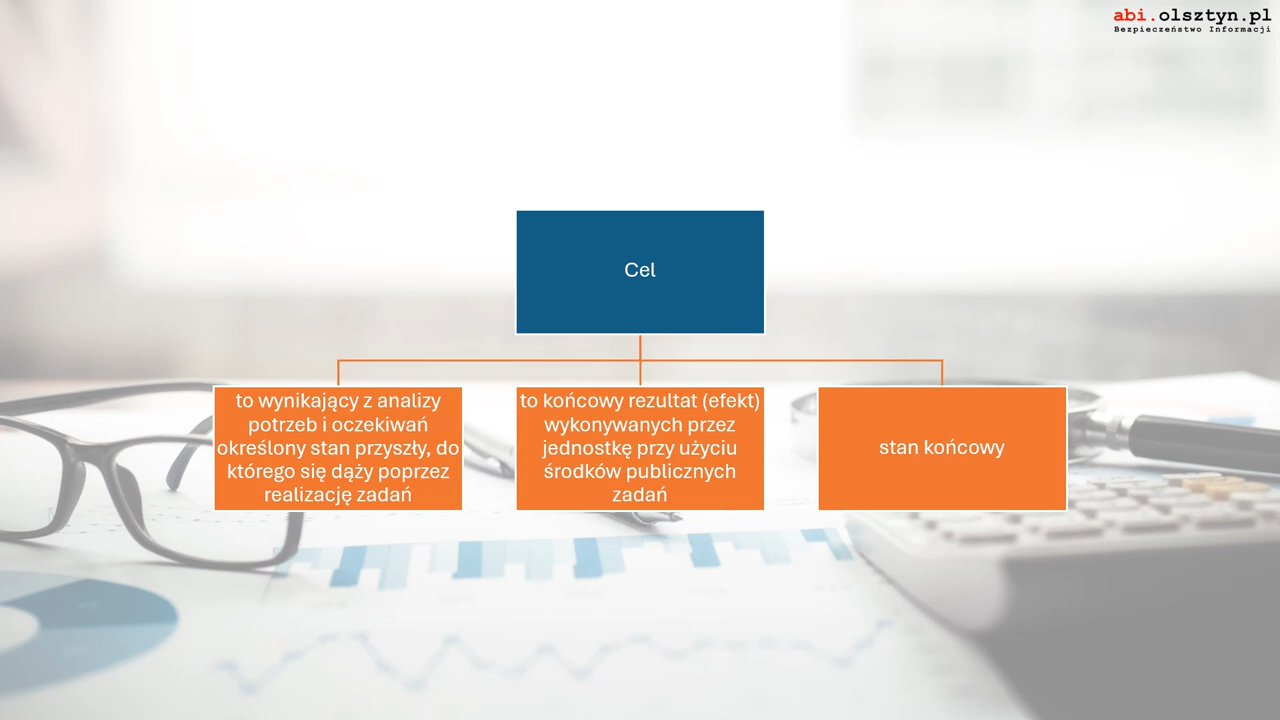 abi.olsztyn.pl
Bezpieczeństwo Informacji
Cel
to wynikający z analizy
potrzeb i oczekiwań
określony stan przyszły, do
którego się dąży poprzez
realizację zadań
to końcowy rezultat (efekt)
wykonywanych przez
jednostkę przy użyciu
środków publicznych
zadań
stan końcowy